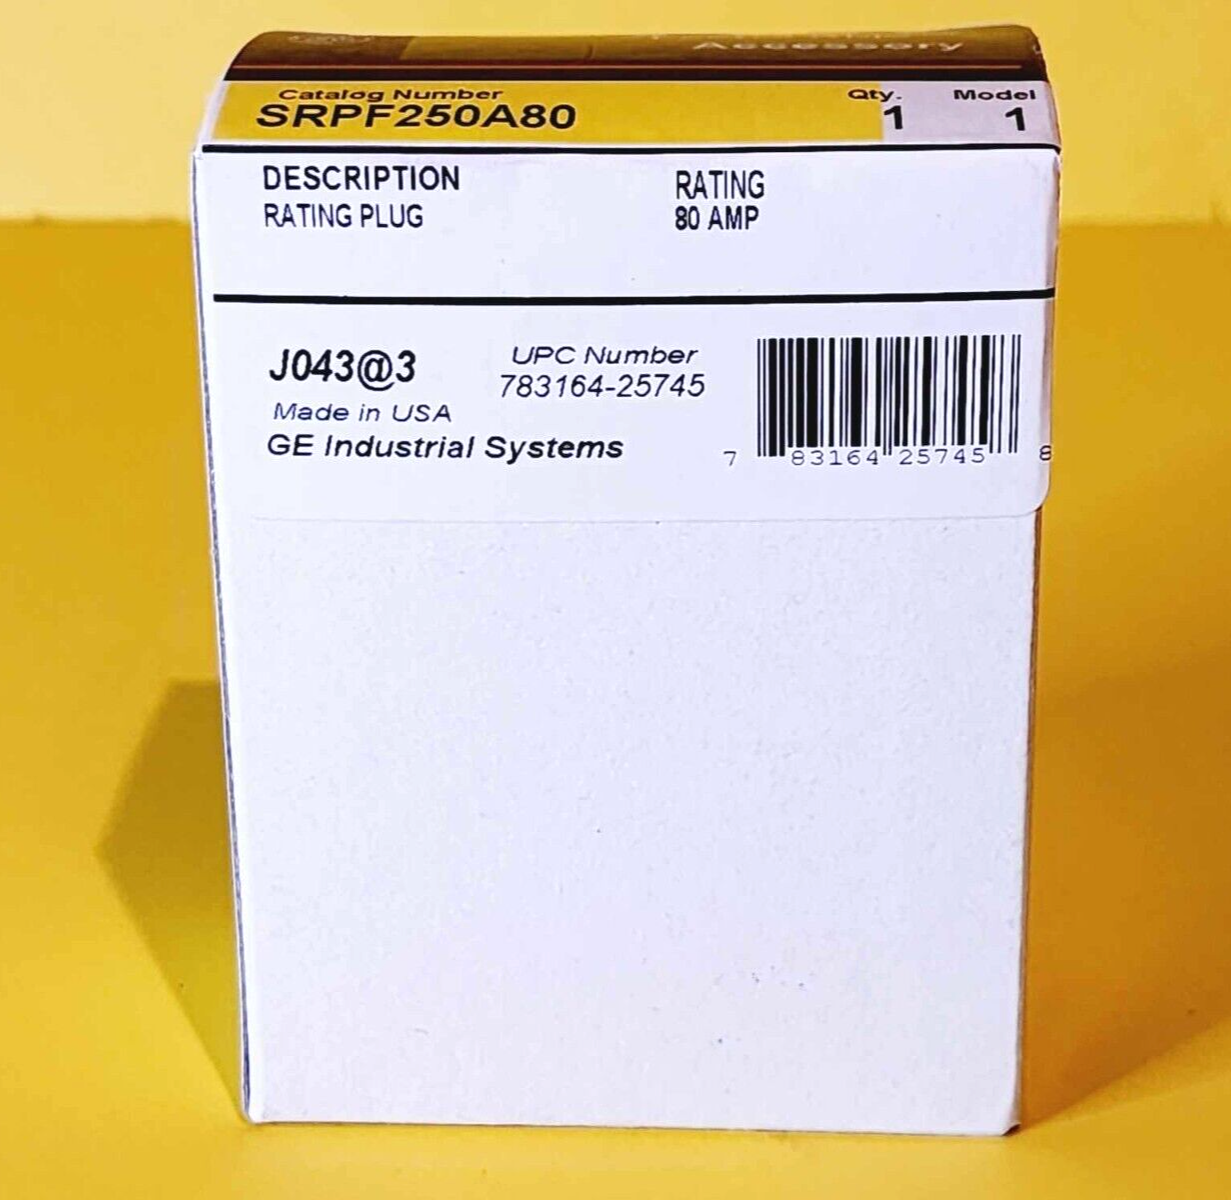 Accessory
Catalog Number Qty. Model
SRPF250A80 1 1
DESCRIPTION RATING
RATING PLUG 80 AMP
J043@3 UPC Number
783164-25745
Made in USA
GE Industrial Systems
7 83164 25745 8